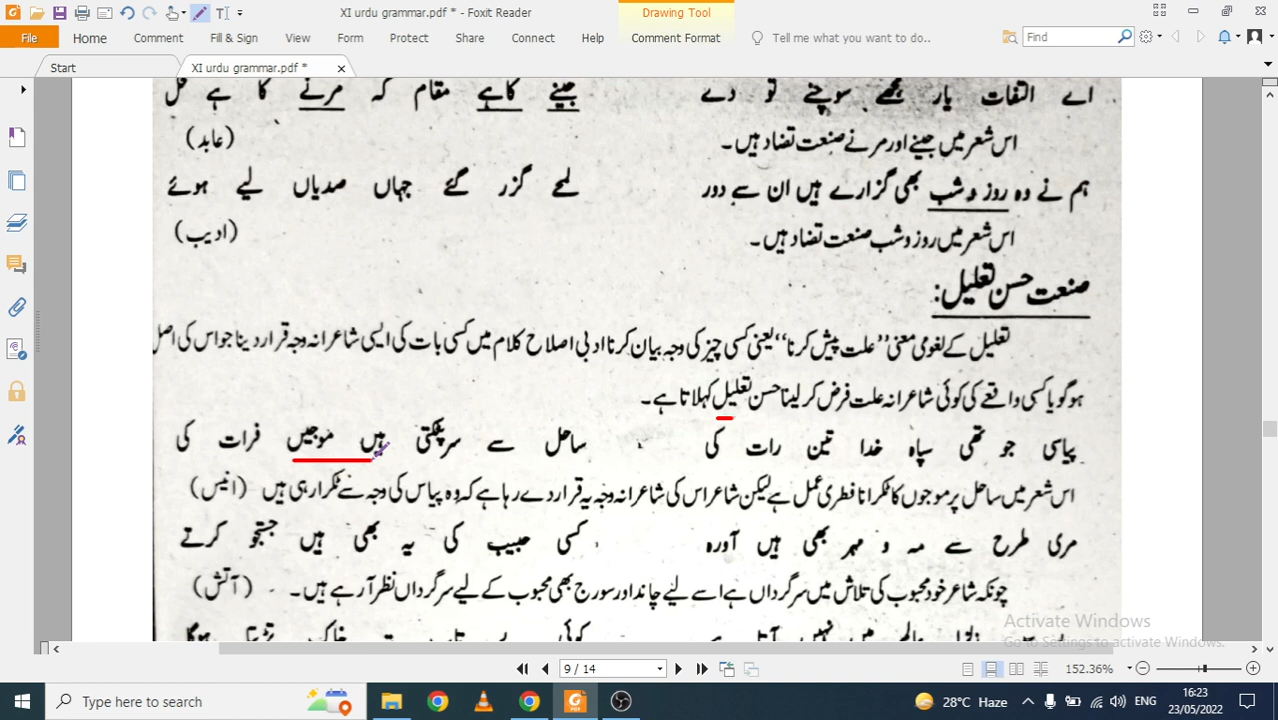 XI urdu grammar.pdf * - Foxit Reader
Drawing Tool
File Home Comment Fill & Sign View Form Protect Share Connect Help Comment Format Tell me what you want to do.. Find
Start XI urdu grammar.pdf *
اے التفات یار مجھے سوچنے تو دے جینے کاہے مقام کہ مرنے کا ہے محل
اس شعر میں جینے اور مرنے صنعت تضاد ہیں۔ (عابد)
ہم نے وہ روز و شب بھی گزارے ہیں ان سے دور لمحے گزر گئے جہاں صدیاں لیے ہوئے
اس شعر میں روز و شب صنعت تضاد ہیں۔ (ادیب)
صنعت حسن تعلیل:
تعلیل کے لغومی معنی "علت پیش کرنا" یعنی کسی چیز کی وجہ بیان کرنا ادبی اصلاح کلام میں کسی بات کی ایسی شاعرانہ وجہ قرار دینا جو اس کی اصل
ہو گویا کسی واقعے کی کوئی شاعرانہ علت فرض کر لینا حسن تعلیل کہلاتا ہے۔
پیاسی جو تھی سپاہ خدا تین رات کی ساحل سے سر پٹکتی ہیں موجیں فرات کی
اس شعر میں ساحل پر موجوں کا ٹکرانا فطری عمل ہے لیکن شاعر اس کی شاعرانہ وجہ یہ قرار دے رہا ہے کہ وہ پیاس کی وجہ سے ٹکرا رہی ہیں (انیس)
مری طرح سے مہ و مہر بھی ہیں آورہ کسی حبیب کی یہ بھی ہیں جستجو کرتے
چونکہ شاعر خود محبوب کی تلاش میں سرگرداں ہے اسے لیے چاند اور سورج بھی محبوب کے لیے سرگرداں نظر آ رہے ہیں۔ (آتش)
Activate Windows
Go to Settings to activate Windows.
9 / 14 152.36%
Type here to search 28°C Haze ENG 16:23
23/05/2022